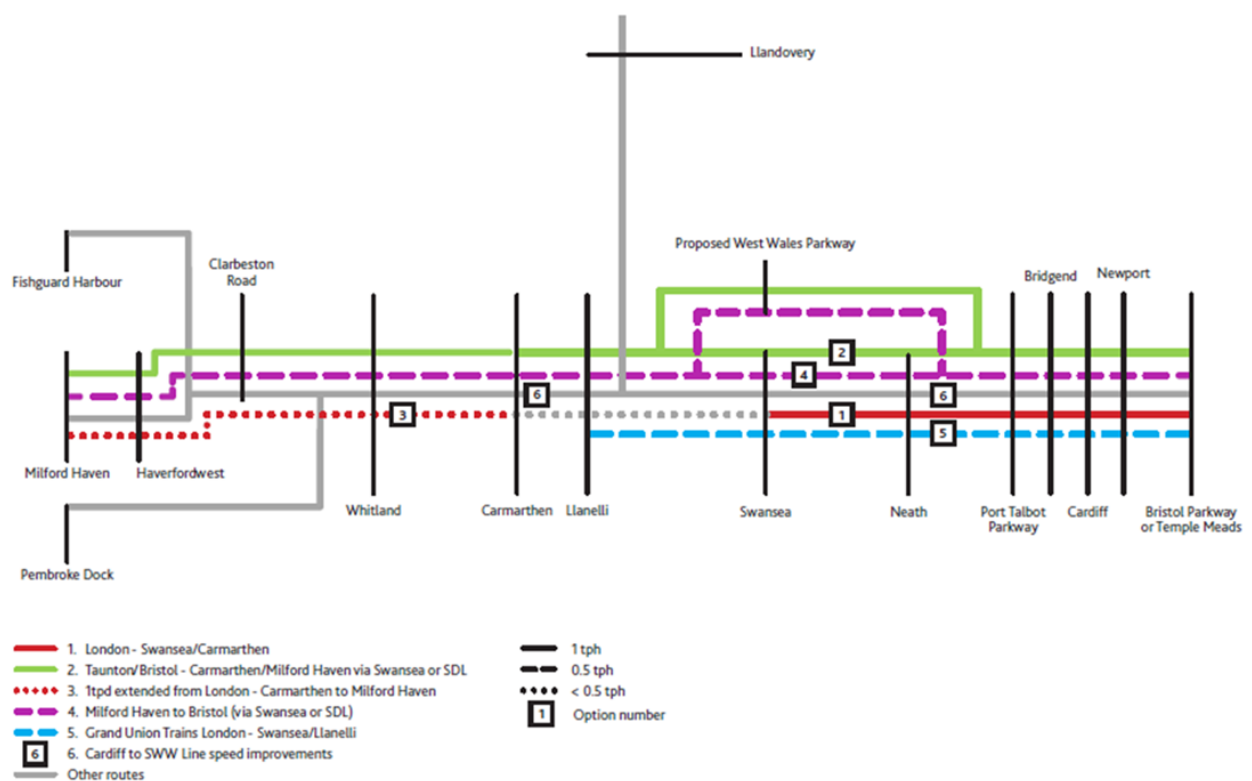 Llandovery
Proposed West Wales Parkway
Fishguard Harbour
Clarbeston
Road
Bridgend
Newport
2
4
6
6
3
1
5
Milford Haven
Haverfordwest
Whitland
Carmarthen
Llanelli
Swansea
Neath
Port Talbot
Parkway
Cardiff
Bristol Parkway
or Temple Meads
Pembroke Dock
1. London - Swansea/Carmarthen
2. Taunton/Bristol - Carmarthen/Milford Haven via Swansea or SDL
3. 1tpd extended from London - Carmarthen to Milford Haven
4. Milford Haven to Bristol (via Swansea or SDL)
5. Grand Union Trains London - Swansea/Llanelli
6 6. Cardiff to SWW Line speed improvements
Other routes
1 tph
0.5 tph
< 0.5 tph
1 Option number